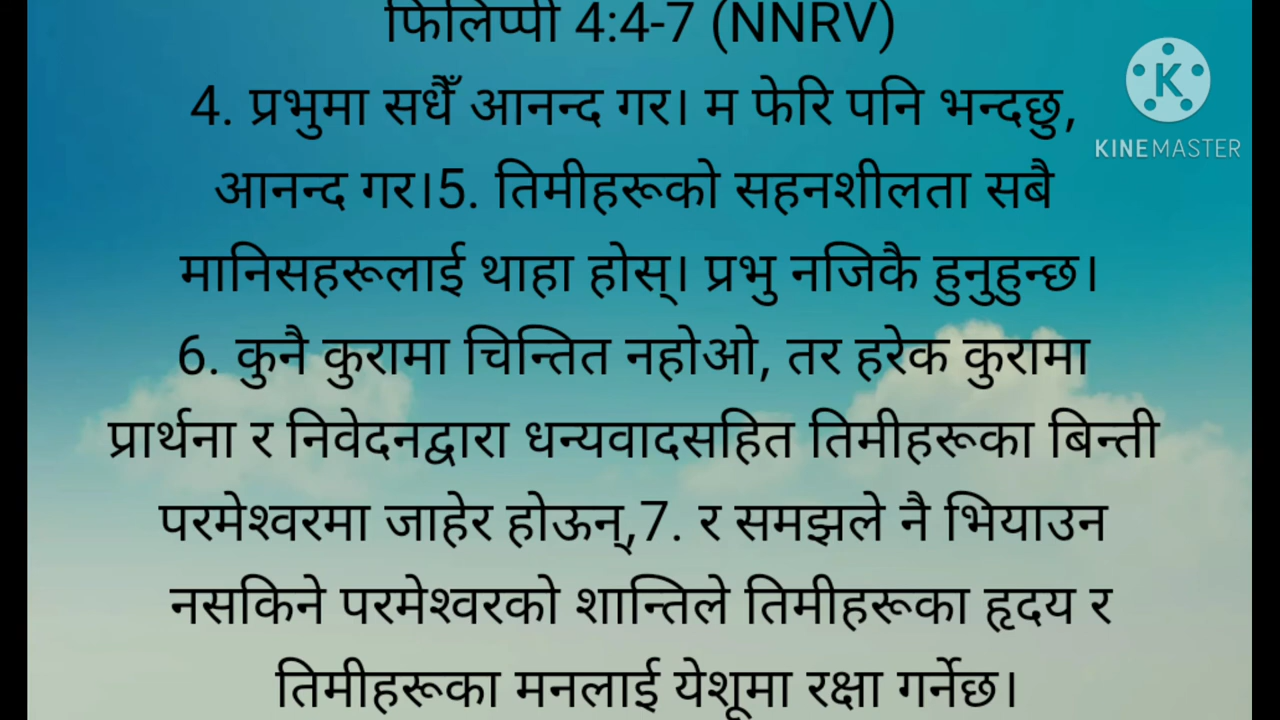 फिलिप्पी 4:4-7 (NNRV)
4. प्रभुमा सधैँ आनन्द गर। म फेरि पनि भन्दछु,
आनन्द गर।5. तिमीहरूको सहनशीलता सबै
मानिसहरूलाई थाहा होस्। प्रभु नजिकै हुनुहुन्छ।
6. कुनै कुरामा चिन्तित नहोओ, तर हरेक कुरामा
प्रार्थना र निवेदनद्वारा धन्यवादसहित तिमीहरूका बिन्ती
परमेश्वरमा जाहेर होऊन्,7. र समझले नै भियाउन
नसकिने परमेश्वरको शान्तिले तिमीहरूका हृदय र
तिमीहरूका मनलाई येशूमा रक्षा गर्नेछ।
K
KINEMASTER